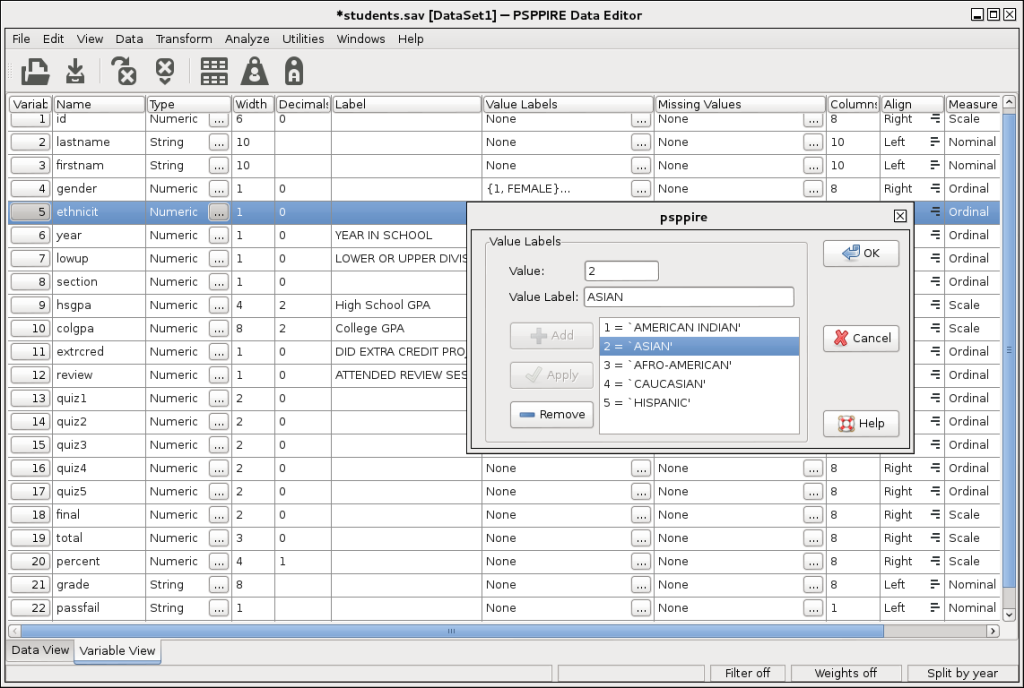 *students.sav [DataSet1] — PSPPIRE Data Editor
File Edit View Data Transform Analyze Utilities Windows Help
Variab Name Type Width Decimals Label Value Labels Missing Values Columns Align Measure
1 id Numeric ... 6 0 None ... None ... 8 Right Scale
2 lastname String ... 10 None ... None ... 10 Left Nominal
3 firstnam String ... 10 None ... None ... 10 Left Nominal
4 gender Numeric ... 1 0 {1, FEMALE}... ... None ... 8 Right Ordinal
5 ethnicit Numeric ... 1 0 Ordinal
6 year Numeric ... 1 0 YEAR IN SCHOOL Ordinal
7 lowup Numeric ... 1 0 LOWER OR UPPER DIVIS Ordinal
8 section Numeric ... 1 0 Ordinal
9 hsgpa Numeric ... 4 2 High School GPA Scale
10 colgpa Numeric ... 8 2 College GPA Scale
11 extrcred Numeric ... 1 0 DID EXTRA CREDIT PROJ Ordinal
12 review Numeric ... 1 0 ATTENDED REVIEW SES Ordinal
13 quiz1 Numeric ... 2 0 Ordinal
14 quiz2 Numeric ... 2 0 Ordinal
15 quiz3 Numeric ... 2 0 Ordinal
16 quiz4 Numeric ... 2 0 None ... None ... 8 Right Ordinal
17 quiz5 Numeric ... 2 0 None ... None ... 8 Right Ordinal
18 final Numeric ... 2 0 None ... None ... 8 Right Scale
19 total Numeric ... 3 0 None ... None ... 8 Right Scale
20 percent Numeric ... 4 1 None ... None ... 8 Right Scale
21 grade String ... 8 None ... None ... 8 Left Nominal
22 passfail String ... 1 None ... None ... 1 Left Nominal
psppire
Value Labels
Value: 2
Value Label: ASIAN
Add
Apply
Remove
1 = `AMERICAN INDIAN'
2 = `ASIAN'
3 = `AFRO-AMERICAN'
4 = `CAUCASIAN'
5 = `HISPANIC'
OK
Cancel
Help
Data View Variable View
Filter off Weights off Split by year